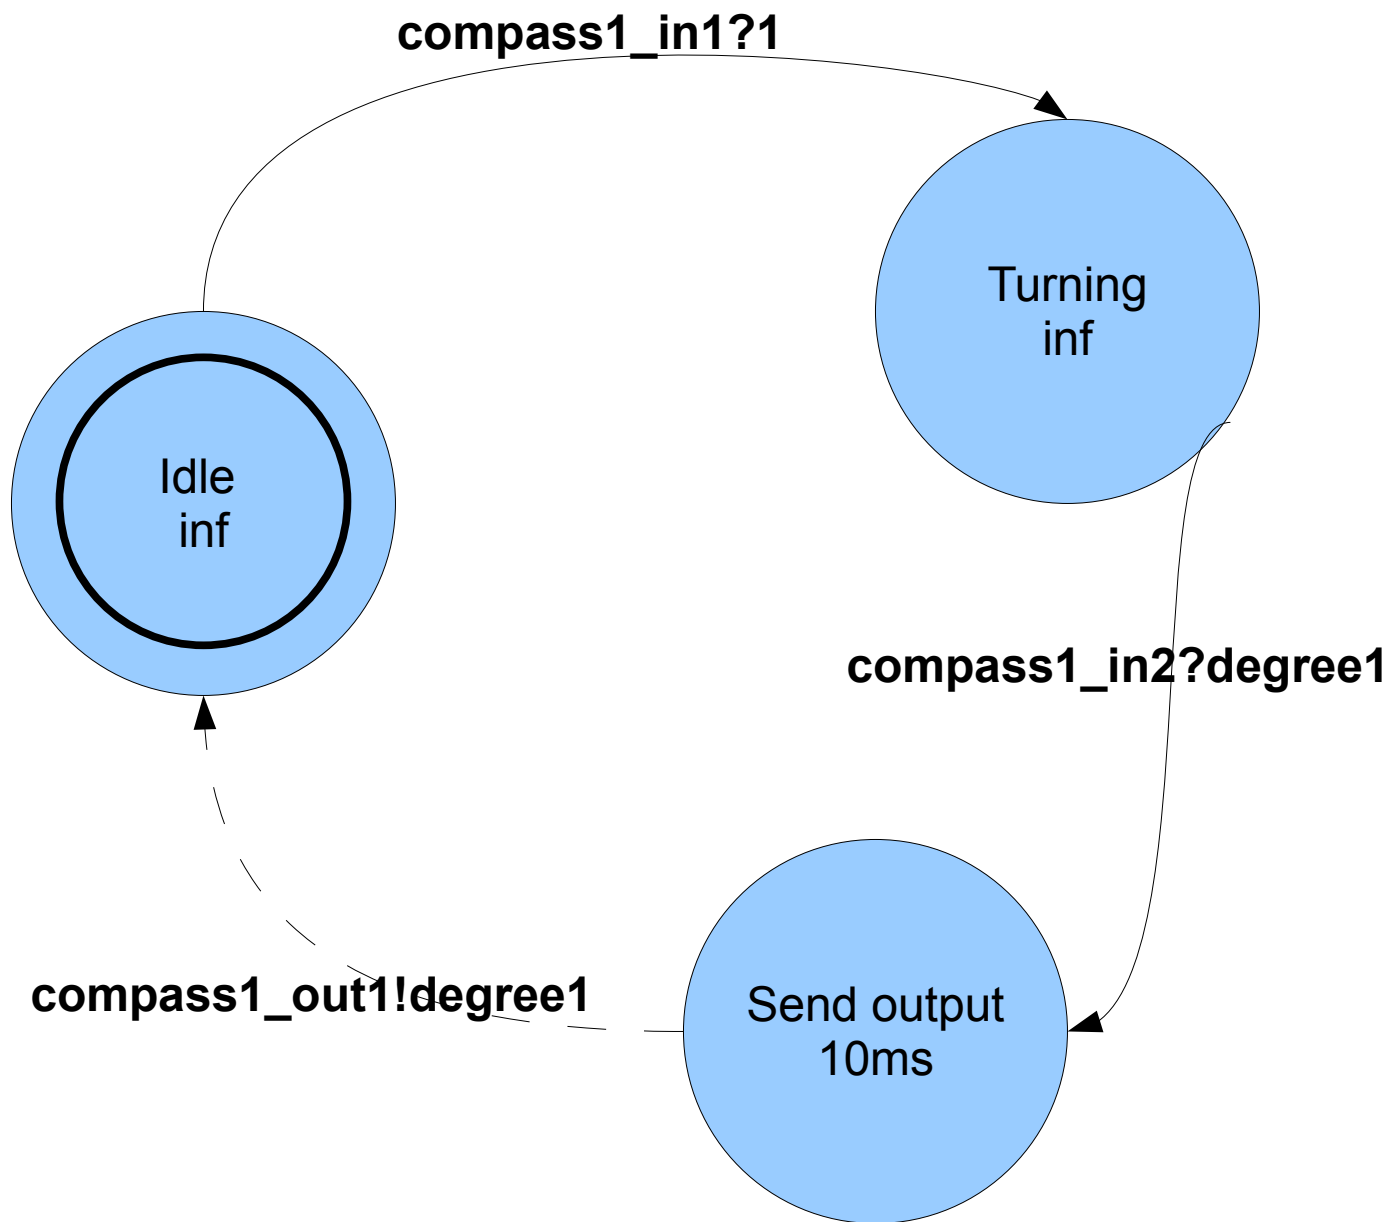 compass1_in1?1
Turning
inf
Idle
inf
compass1_in2?degree1
compass1_out1!degree1
Send output
10ms